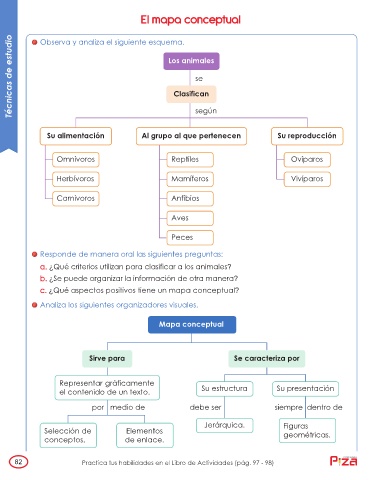 El mapa conceptual
Técnicas de estudio
Observa y analiza el siguiente esquema.
Los animales
se
Clasifican
según
Su alimentación
Al grupo al que pertenecen
Su reproducción
Omnívoros
Reptiles
Ovíparos
Herbívoros
Mamíferos
Vivíparos
Carnívoros
Anfibios
Aves
Peces
Responde de manera oral las siguientes preguntas:
a. ¿Qué criterios utilizan para clasificar a los animales?
b. ¿Se puede organizar la información de otra manera?
c. ¿Qué aspectos positivos tiene un mapa conceptual?
Analiza los siguientes organizadores visuales.
Mapa conceptual
Sirve para
Se caracteriza por
Representar gráficamente
el contenido de un texto.
Su estructura
Su presentación
por medio de
debe ser
siempre dentro de
Selección de
conceptos.
Elementos
de enlace.
Jerárquica.
Figuras
geométricas.
82
Practica tus habilidades en el Libro de Actividades (pág. 97 - 98)